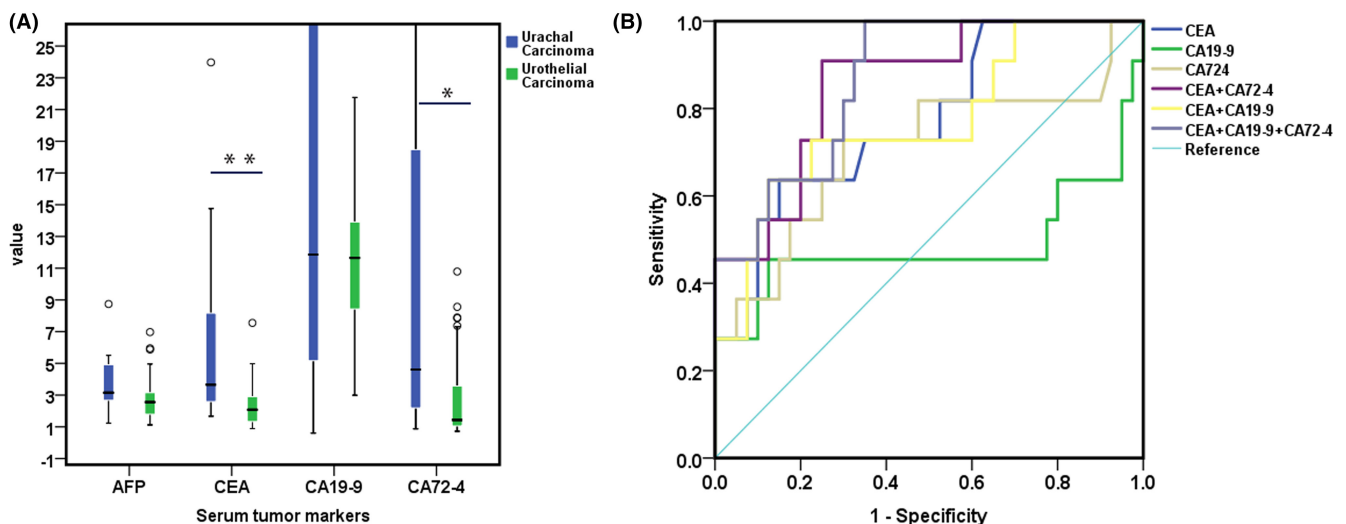 (A)
25
23
21
19
17
15
13
11
9
7
5
3
1
-1
value
* *
*
AFP
CEA
CA19-9
CA72-4
Serum tumor markers
Urachal
Carcinoma
Urothelial
Carcinoma
(B)
1.0
0.8
0.6
0.4
0.2
0.0
Sensitivity
0.0
0.2
0.4
0.6
0.8
1.0
1 - Specificity
CEA
CA19-9
CA724
CEA+CA72-4
CEA+CA19-9
CEA+CA19-9+CA72-4
Reference